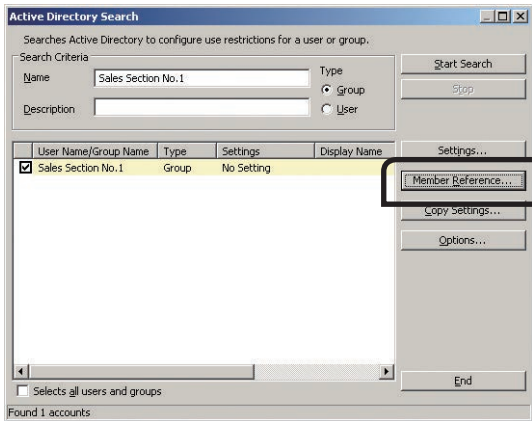 Active Directory Search
Searches Active Directory to configure use restrictions for a user or group.
Search Criteria
Name Sales Section No.1
Type
Group
Description
User
Start Search
Stop
User Name/Group Name Type Settings Display Name
Sales Section No.1 Group No Setting
Settings...
Member Reference...
Copy Settings...
Options...
End
Selects all users and groups
Found 1 accounts